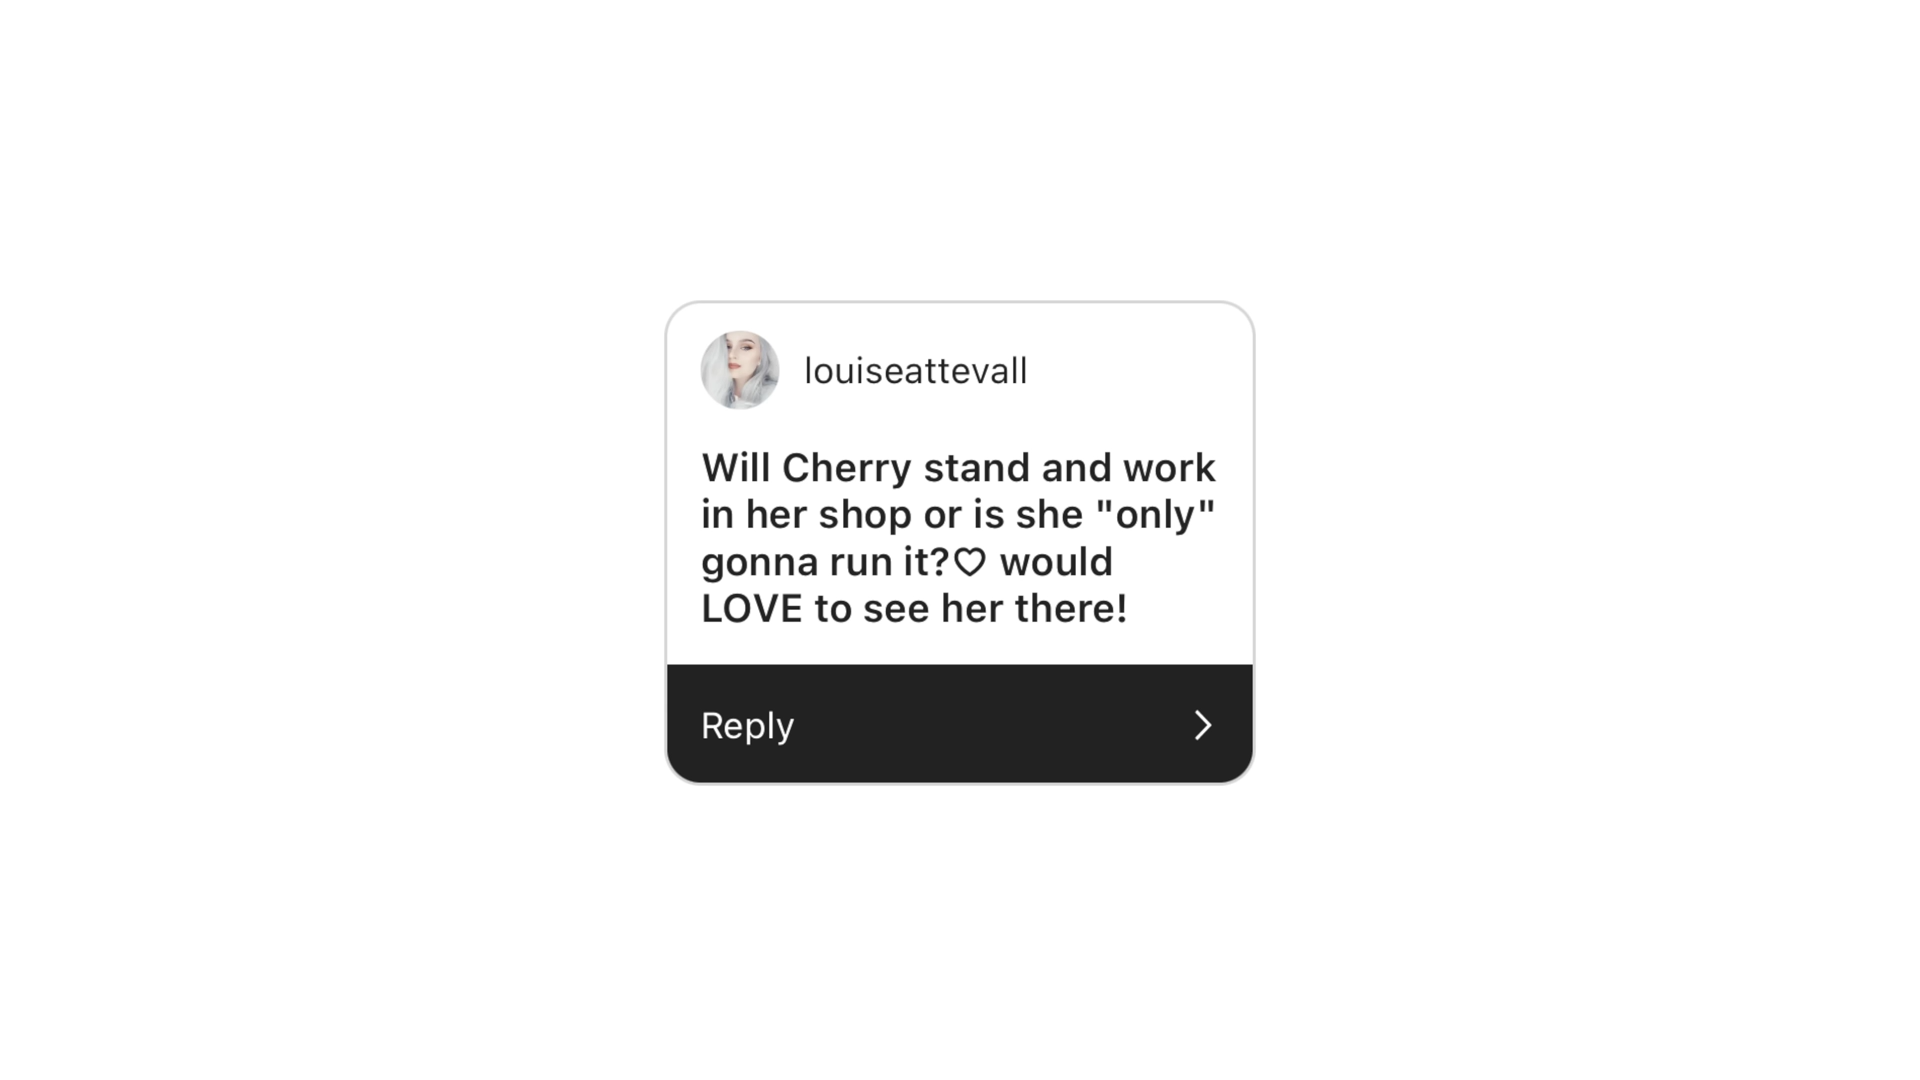 louiseattevall
Will Cherry stand and work
in her shop or is she "only"
gonna run it?♡ would
LOVE to see her there!
Reply